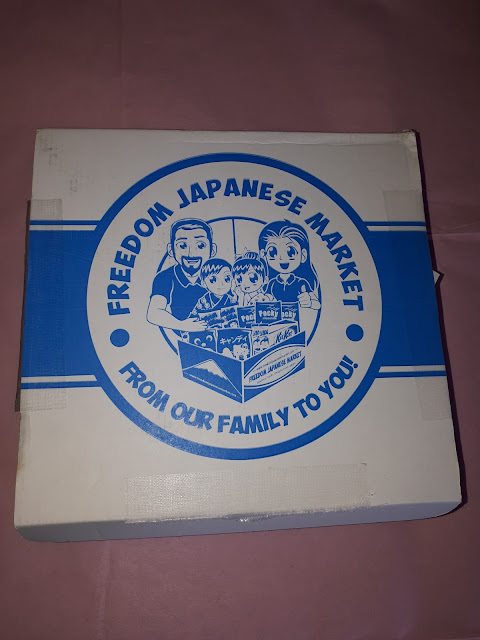 FREEDOM JAPANESE MARKET
POCKY
POCKY
キャンディ
KitKat
FREEDOM JAPANESE MARKET
FROM OUR FAMILY TO YOU!